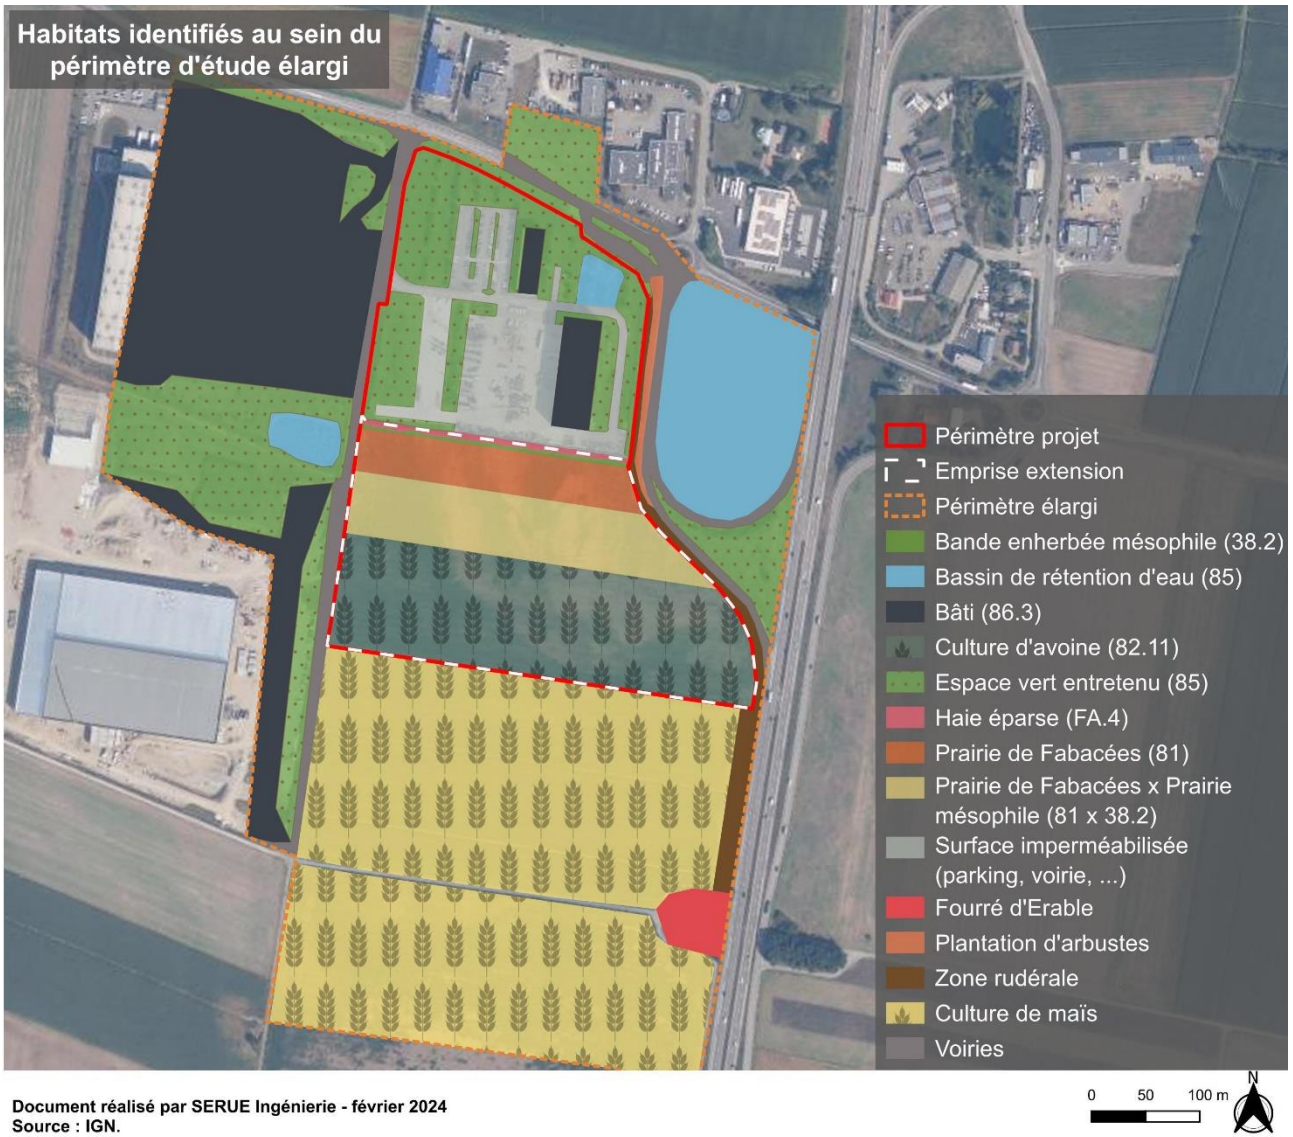 Habitats identifiés au sein du
périmètre d'étude élargi
Périmètre projet
Emprise extension
Périmètre élargi
Bande enherbée mésophile (38.2)
Bassin de rétention d'eau (85)
Bâti (86.3)
Culture d'avoine (82.11)
Espace vert entretenu (85)
Haie éparse (FA.4)
Prairie de Fabacées (81)
Prairie de Fabacées x Prairie
mésophile (81 x 38.2)
Surface imperméabilisée
(parking, voirie, ...)
Fourré d'Erable
Plantation d'arbustes
Zone rudérale
Culture de maïs
Voiries
Document réalisé par SERUE Ingénierie - février 2024
Source : IGN.
0 50 100 m
N